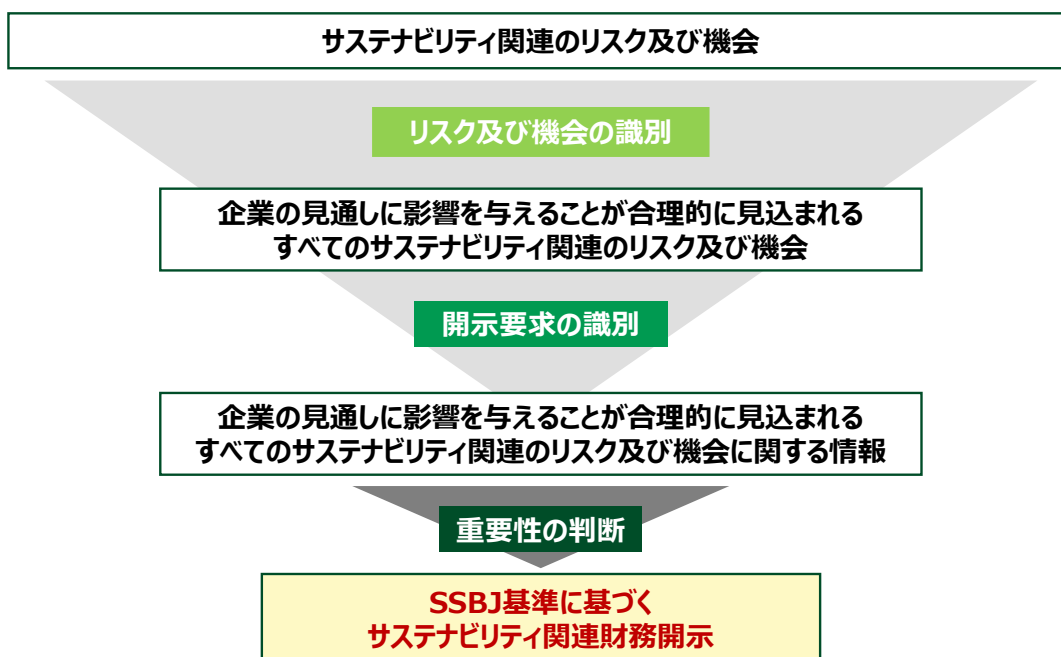 サステナビリティ関連のリスク及び機会
リスク及び機会の識別
企業の見通しに影響を与えることが合理的に見込まれる
すべてのサステナビリティ関連のリスク及び機会
開示要求の識別
企業の見通しに影響を与えることが合理的に見込まれる
すべてのサステナビリティ関連のリスク及び機会に関する情報
重要性の判断
SSBJ基準に基づく
サステナビリティ関連財務開示